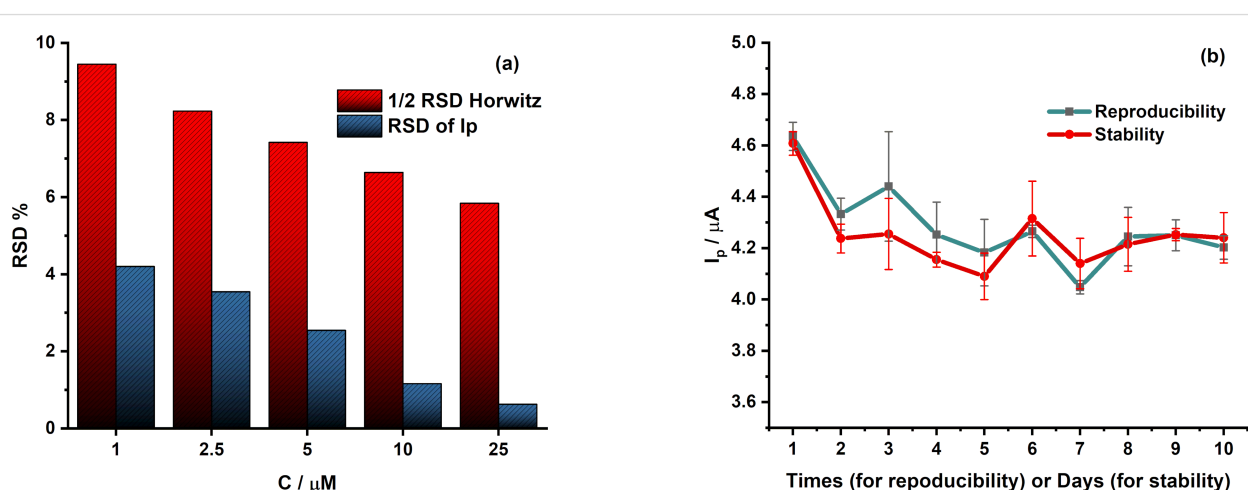 (a)
1/2 RSD Horwitz
RSD of Ip
RSD %
10
8
6
4
2
0
1 2.5 5 10 25
C / μM
(b)
Reproducibility
Stability
Ip / μA
5.0
4.8
4.6
4.4
4.2
4.0
3.8
3.6
1 2 3 4 5 6 7 8 9 10
Times (for repoducibility) or Days (for stability)